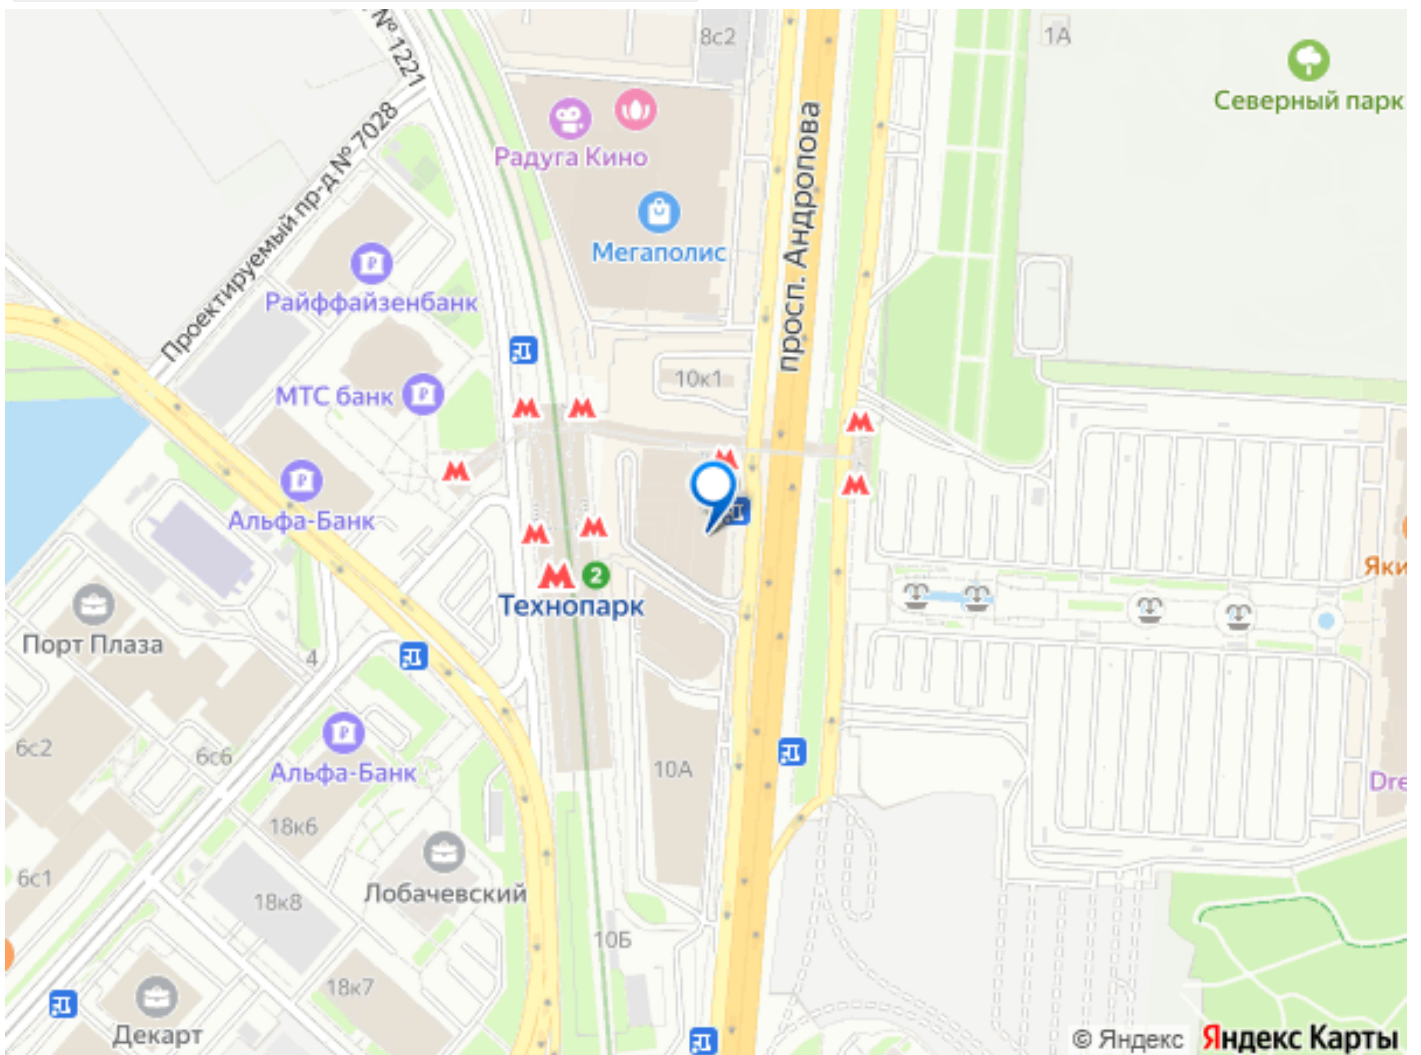 № 1221
8с2
1А
Северный парк
Проектируемый пр-д № 7028
Радуга Кино
просп. Андропова
Мегаполис
Райффайзенбанк
10к1
МТС банк
Альфа-Банк
2
Технопарк
Порт Плаза
4
6с2
6с6
Альфа-Банк
10А
18к6
6с1
Лобачевский
18к8
10Б
18к7
Декарт
© Яндекс Яндекс Карты